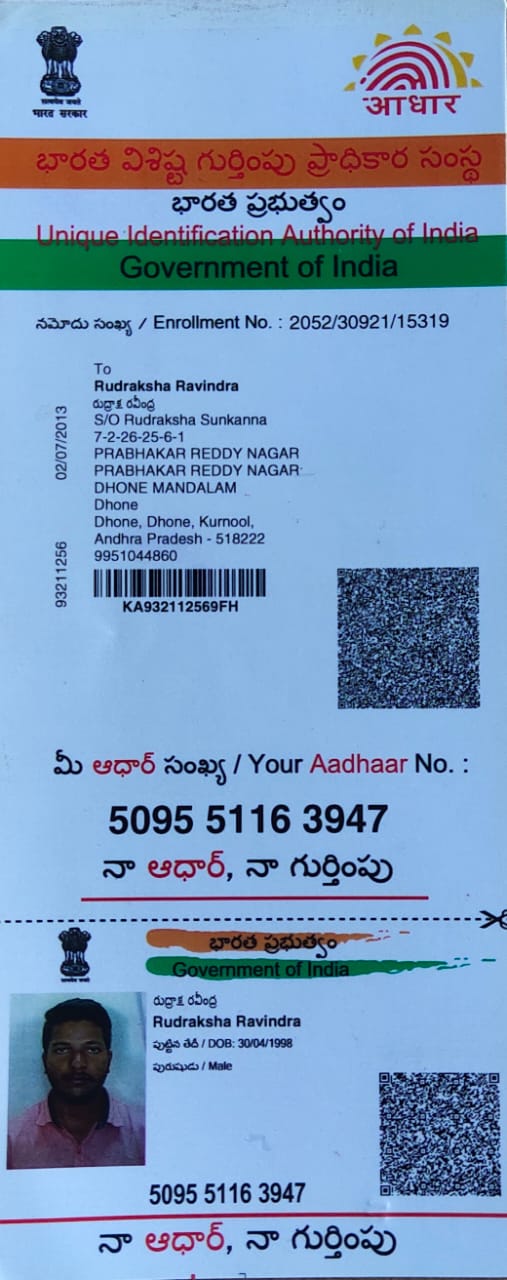 सत्यमेव जयते
भारत सरकार
आधार
భారత విశిష్ట గుర్తింపు ప్రాధికార సంస్థ
భారత ప్రభుత్వం
Unique Identification Authority of India
Government of India
నమోదు సంఖ్య / Enrollment No. : 2052/30921/15319
To
Rudraksha Ravindra
రుద్రాక్ష రవీంద్ర
S/O Rudraksha Sunkanna
7-2-26-25-6-1
PRABHAKAR REDDY NAGAR
PRABHAKAR REDDY NAGAR
DHONE MANDALAM
Dhone
Dhone, Dhone, Kurnool,
Andhra Pradesh - 518222
9951044860
02/07/2013
93211256
KA932112569FH
మీ ఆధార్ సంఖ్య / Your Aadhaar No. :
5095 5116 3947
నా ఆధార్, నా గుర్తింపు
భారత ప్రభుత్వం
Government of India
రుద్రాక్ష రవీంద్ర
Rudraksha Ravindra
పుట్టిన తేదీ / DOB: 30/04/1998
పురుషుడు / Male
5095 5116 3947
నా ఆధార్, నా గుర్తింపు